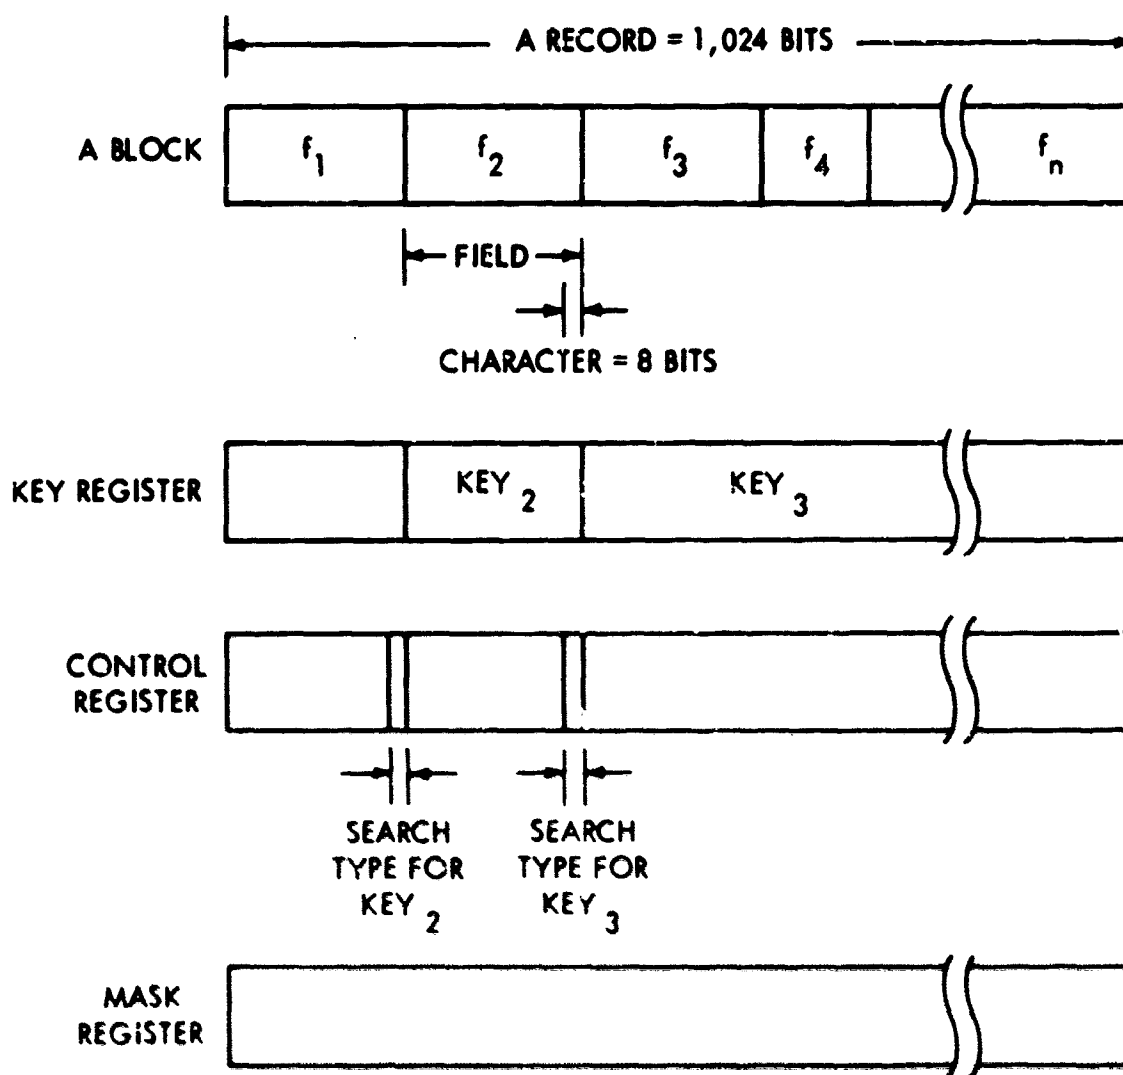 A RECORD = 1,024 BITS
A BLOCK
f1
f2
f3
f4
fn
FIELD
CHARACTER = 8 BITS
KEY REGISTER
KEY 2
KEY 3
CONTROL
REGISTER
SEARCH
TYPE FOR
KEY 2
SEARCH
TYPE FOR
KEY 3
MASK
REGISTER